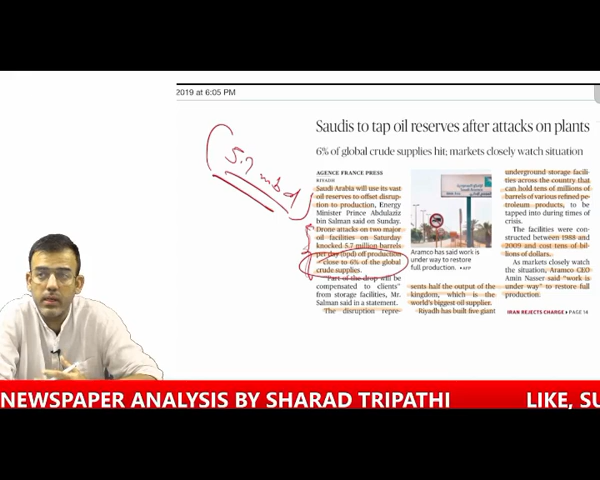 2019 at 6:05 PM
Saudis to tap oil reserves after attacks on plants
6% of global crude supplies hit; markets closely watch situation
AGENCE FRANCE PRESS
RIYADH
Saudi Arabia will use its vast
oil reserves to offset disrup-
tion to production, Energy
Minister Prince Abdulaziz
bin Salman said on Sunday.
Drone attacks on two major
oil facilities on Saturday
knocked 5.7 million barrels
per day (mpd) off production
close to 6% of the global
crude supplies.
"Part of the drop will be
compensated to clients"
from storage facilities, Mr.
Salman said in a statement.
The disruption repre-
Aramco has said work is
under way to restore
full production. • AFP
sents half the output of the
kingdom, which is the
world's biggest oil supplier.
Riyadh has built five giant
underground storage facili-
ties across the country that
can hold tens of millions of
barrels of various refined pe-
troleum products, to be
tapped into during times of
crisis.
The facilities were con-
structed between 1988 and
2009 and cost tens of bil-
lions of dollars.
As markets closely watch
the situation, Aramco CEO
Amin Nasser said "work is
under way" to restore full
production.
IRAN REJECTS CHARGE ▸ PAGE 14
5.7 mbd
NEWSPAPER ANALYSIS BY SHARAD TRIPATHI LIKE, SU